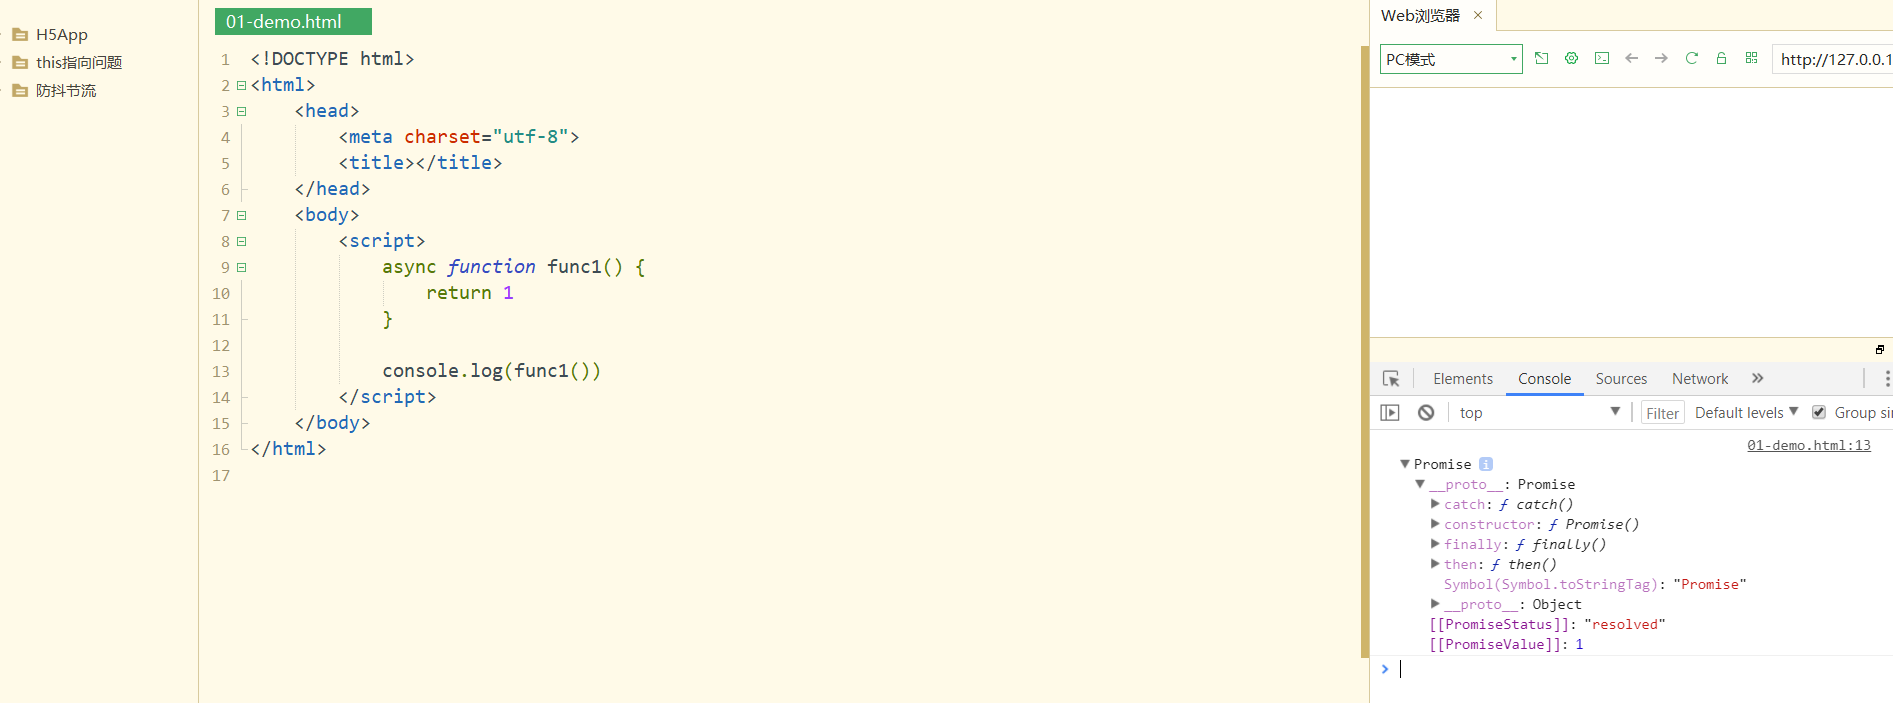 H5App
this指向问题
防抖节流
01-demo.html
1 <!DOCTYPE html>
2 <html>
3 <head>
4 <meta charset="utf-8">
5 <title></title>
6 </head>
7 <body>
8 <script>
9 async function func1() {
10 return 1
11 }
12
13 console.log(func1())
14 </script>
15 </body>
16 </html>
17
Web浏览器 ×
PC模式 http://127.0.0.1
Elements Console Sources Network »
top Filter Default levels ▼ Group si
01-demo.html:13
▼Promise i
▼__proto__: Promise
▶catch: ƒ catch()
▶constructor: ƒ Promise()
▶finally: ƒ finally()
▶then: ƒ then()
Symbol(Symbol.toStringTag): "Promise"
▶__proto__: Object
[[PromiseStatus]]: "resolved"
[[PromiseValue]]: 1
>